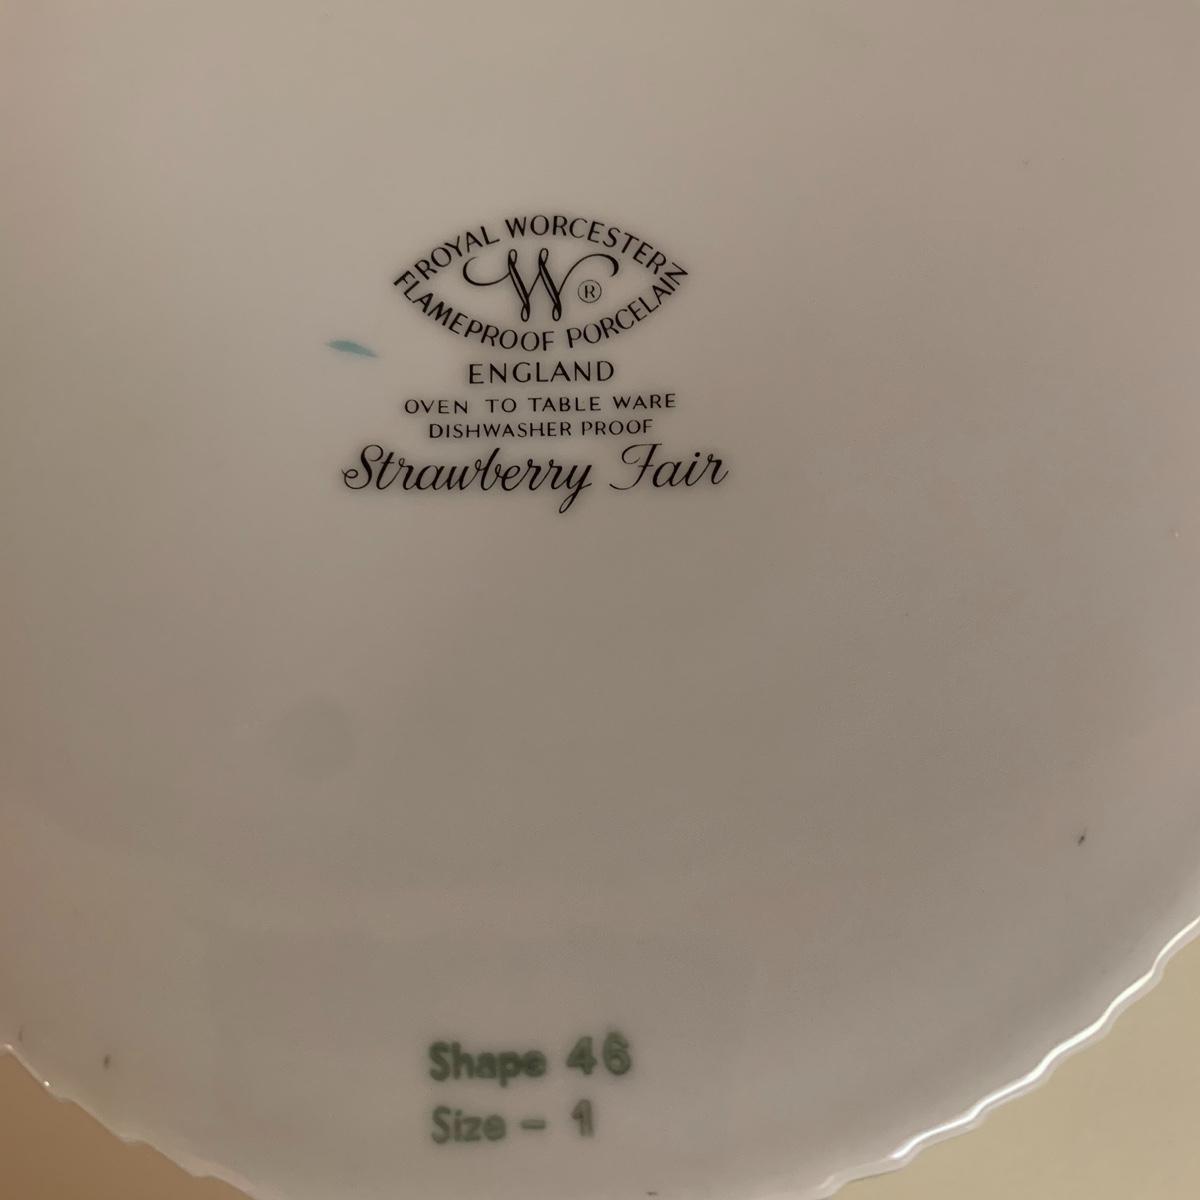 ROYAL WORCESTER
W ®
FLAMEPROOF PORCELAIN
ENGLAND
OVEN TO TABLE WARE
DISHWASHER PROOF
Strawberry Fair
Shape 46
Size - 1